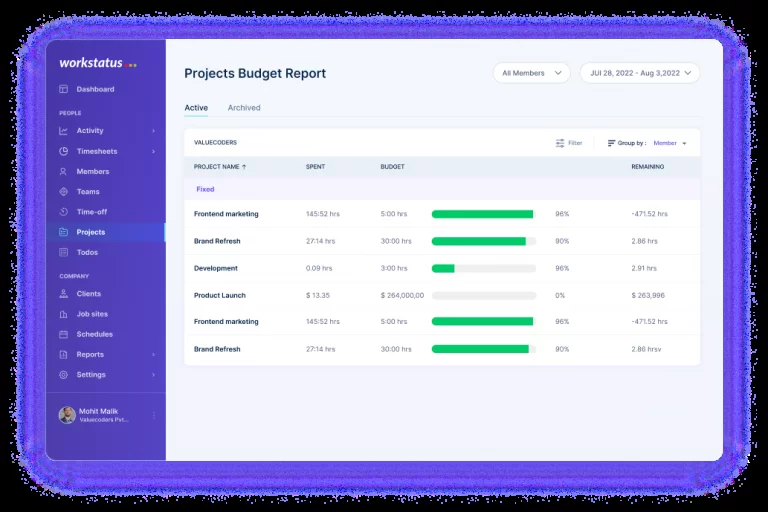 workstatus
Projects Budget Report
All Members
JUl 28, 2022 - Aug 3,2022
Dashboard
PEOPLE
Activity
Timesheets
Members
Teams
Time-off
Projects
Todos
COMPANY
Clients
Job sites
Schedules
Reports
Settings
Mohit Malik
Valuecoders Pvt...
Active Archived
VALUECODERS Filter Group by : Member
PROJECT NAME ↑ SPENT BUDGET REMAINING
Fixed
Frontend marketing 145:52 hrs 5:00 hrs 96% -471.52 hrs
Brand Refresh 27:14 hrs 30:00 hrs 90% 2.86 hrs
Development 0.09 hrs 3:00 hrs 96% 2.91 hrs
Product Launch $ 13.35 $ 264,000,00 0% $ 263,996
Frontend marketing 145:52 hrs 5:00 hrs 96% -471.52 hrs
Brand Refresh 27:14 hrs 30:00 hrs 90% 2.86 hrsv